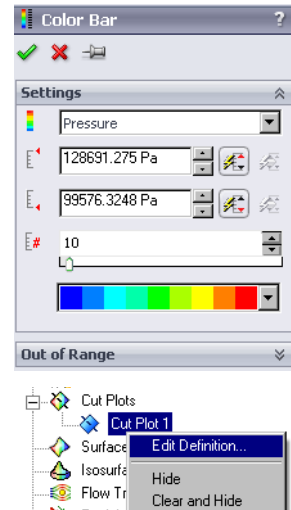 Color Bar ?
Settings
Pressure
128691.275 Pa
99576.3248 Pa
# 10
Out of Range
Cut Plots
Cut Plot 1
Surface
Edit Definition...
Isosurfa
Hide
Flow Tr
Clear and Hide